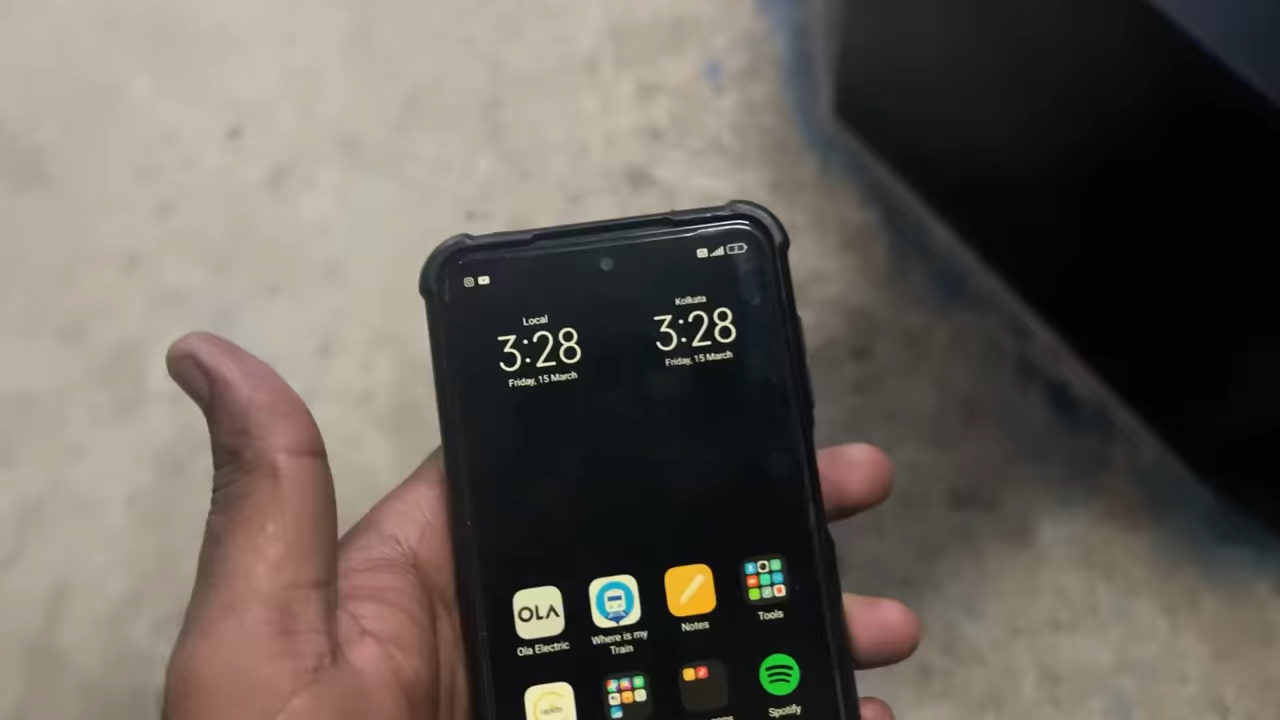 Local
3:28
Friday, 15 March
Kolkata
3:28
Friday, 15 March
OLA
Ola Electric
Where is my
Train
Notes
Tools
Spotify